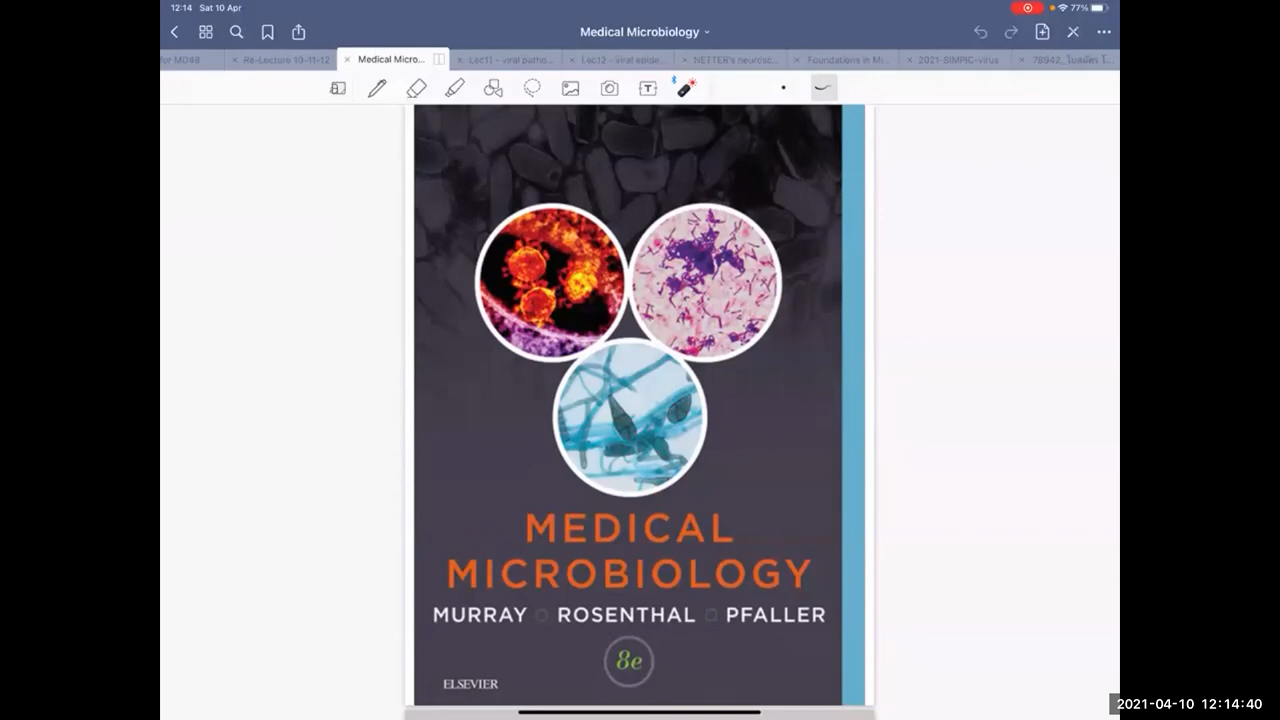 12:14 Sat 10 Apr
77%
Medical Microbiology
for MD48
Re-Lecture 10-11-12
Medical Micro...
Lec11 - viral patho...
Lec12 - viral epide...
NETTER's neurosc...
Foundations in Mi...
2021-SIMPIC-virus
MEDICAL
MICROBIOLOGY
MURRAY ROSENTHAL PFALLER
8e
ELSEVIER
2021-04-10 12:14:40